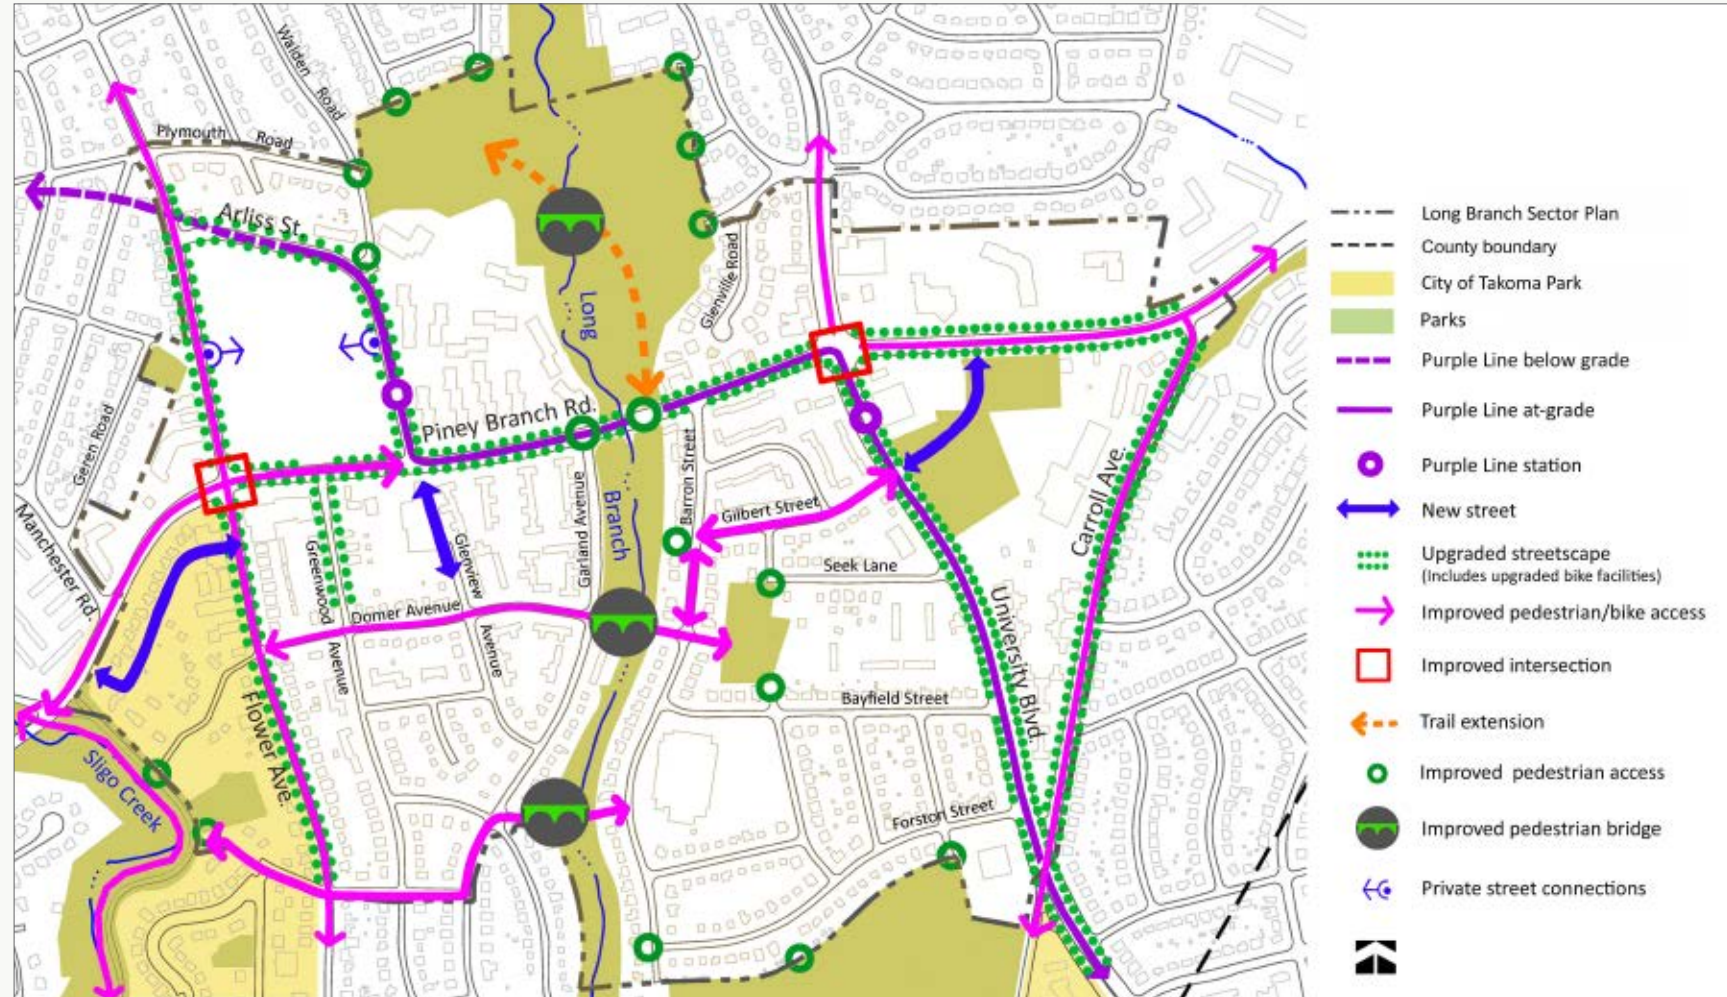 Walden
Road
Plymouth
Road
Arliss St.
Long
Glenville Road
Piney Branch Rd.
Geren Road
Manchester Rd.
Barron Street
Gilbert Street
Carroll Ave.
Garland Avenue
Branch
Glenview
Avenue
Greenwood
Avenue
Seek Lane
Domer Avenue
University Blvd.
Bayfield Street
Flower Ave.
Sligo Creek
Forston Street
Long Branch Sector Plan
County boundary
City of Takoma Park
Parks
Purple Line below grade
Purple Line at-grade
Purple Line station
New street
Upgraded streetscape
(Includes upgraded bike facilities)
Improved pedestrian/bike access
Improved intersection
Trail extension
Improved pedestrian access
Improved pedestrian bridge
Private street connections